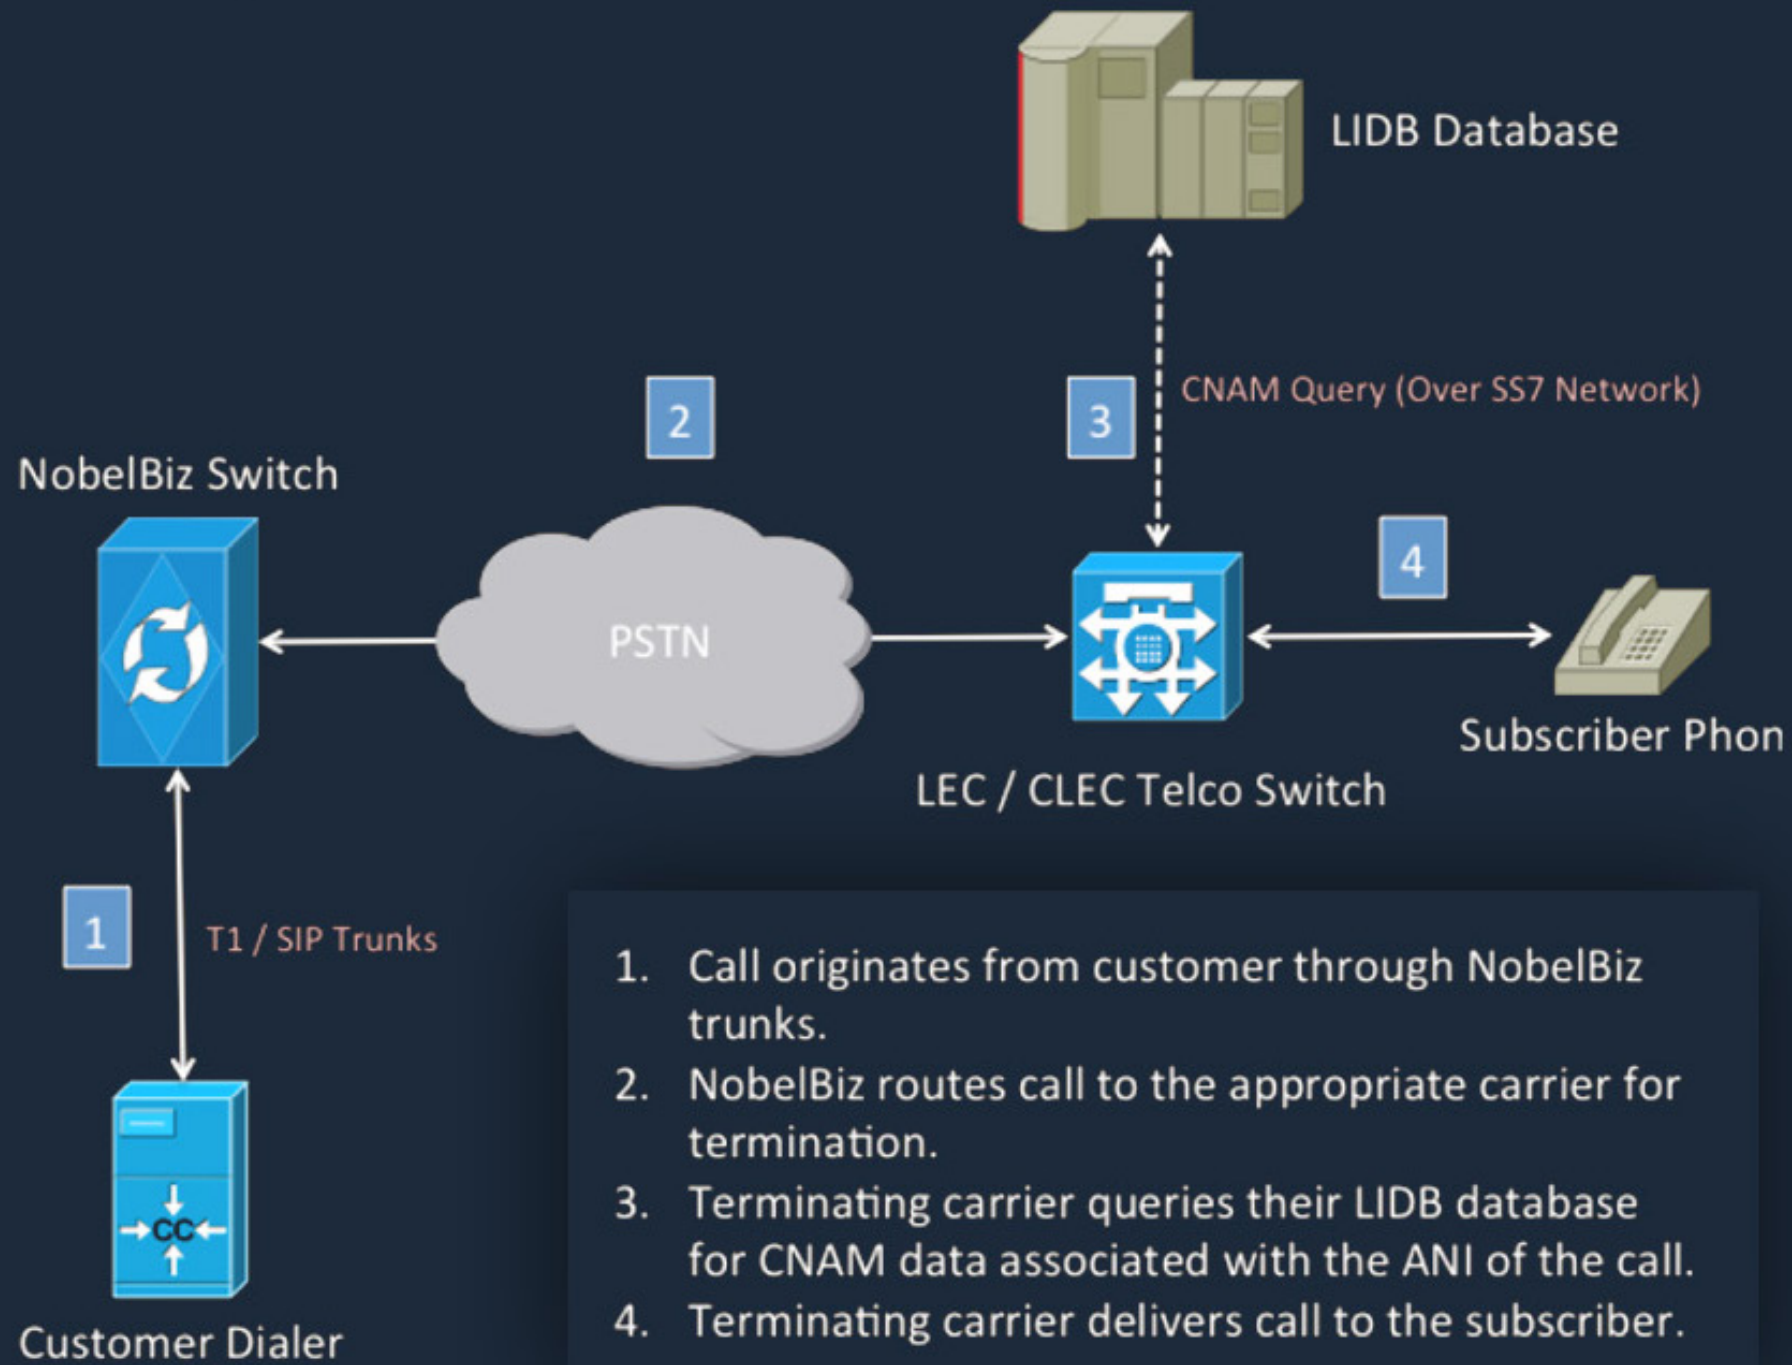 LIDB Database
CNAM Query (Over SS7 Network)
2
3
NobelBiz Switch
4
PSTN
Subscriber Phon
LEC / CLEC Telco Switch
1
T1 / SIP Trunks
CC
Customer Dialer
1. Call originates from customer through NobelBiz
trunks.
2. NobelBiz routes call to the appropriate carrier for
termination.
3. Terminating carrier queries their LIDB database
for CNAM data associated with the ANI of the call.
4. Terminating carrier delivers call to the subscriber.